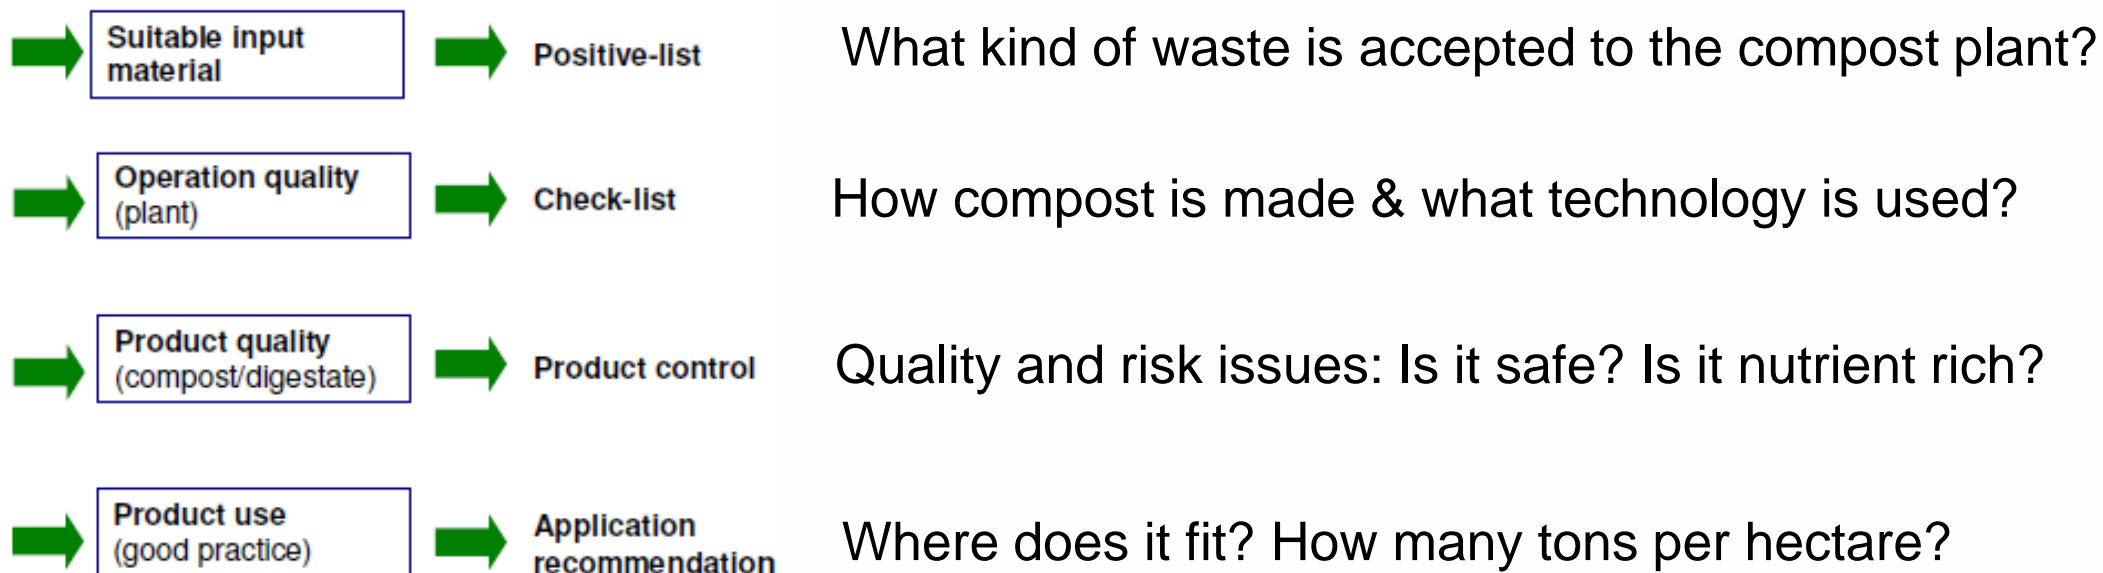 Suitable input
material
Positive-list
What kind of waste is accepted to the compost plant?
Operation quality
(plant)
Check-list
How compost is made & what technology is used?
Product quality
(compost/digestate)
Product control
Quality and risk issues: Is it safe? Is it nutrient rich?
Product use
(good practice)
Application
recommendation
Where does it fit? How many tons per hectare?